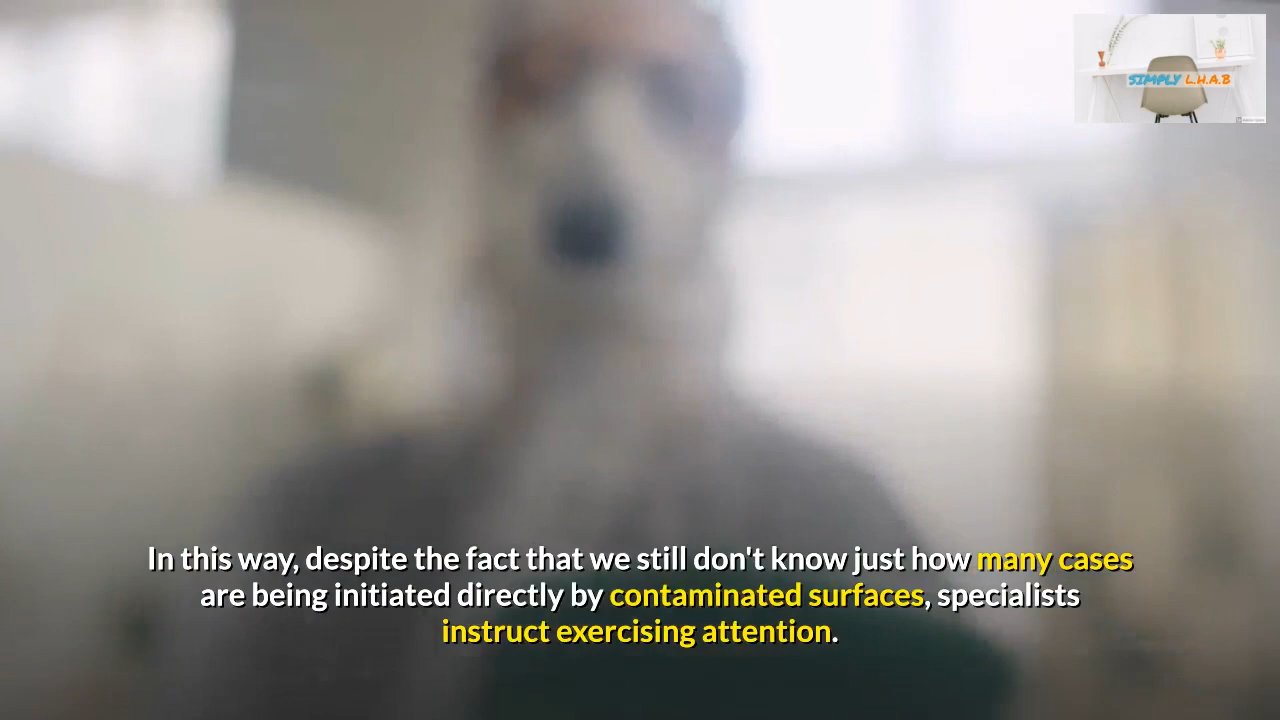 SIMPLY L.H.A.B
In this way, despite the fact that we still don't know just how many cases
are being initiated directly by contaminated surfaces, specialists
instruct exercising attention.